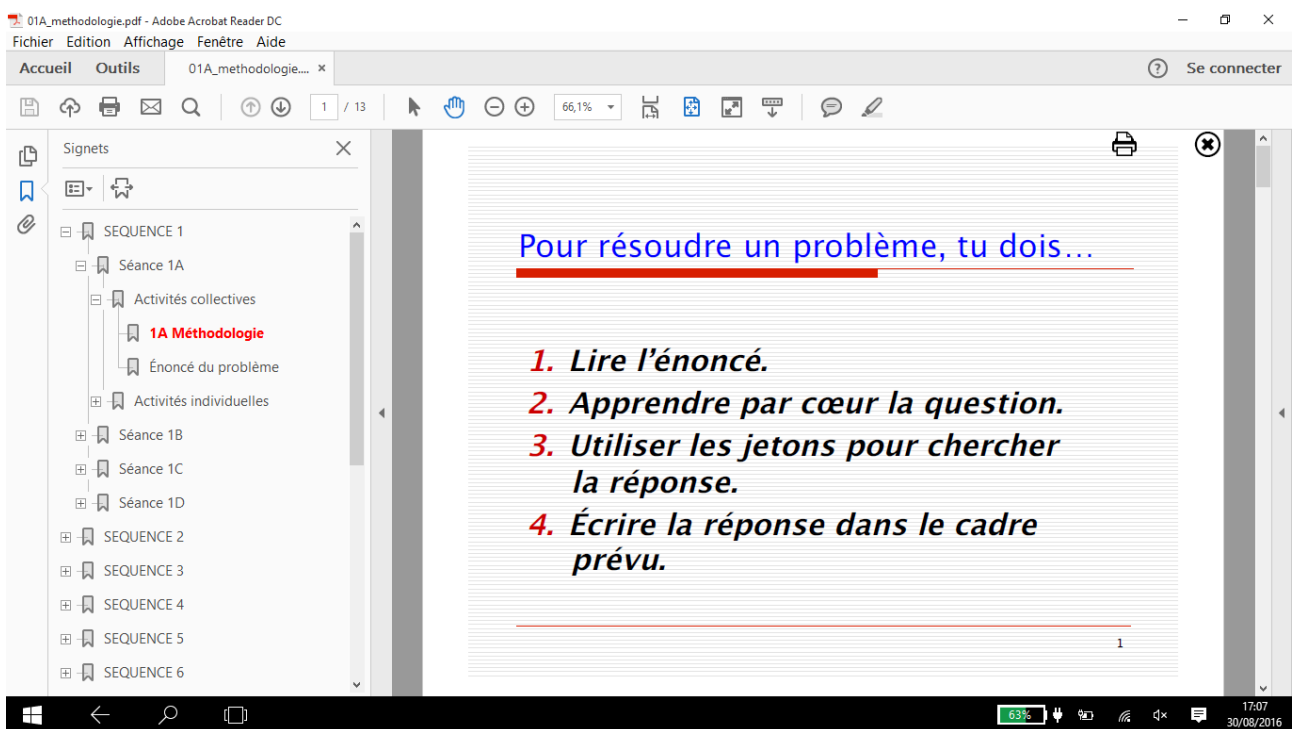 01A_methodologie.pdf - Adobe Acrobat Reader DC
Fichier Edition Affichage Fenêtre Aide
Accueil Outils 01A_methodologie.... × ? Se connecter
1 / 13 66,1%
Signets
SEQUENCE 1
Séance 1A
Activités collectives
1A Méthodologie
Énoncé du problème
Activités individuelles
Séance 1B
Séance 1C
Séance 1D
SEQUENCE 2
SEQUENCE 3
SEQUENCE 4
SEQUENCE 5
SEQUENCE 6
Pour résoudre un problème, tu dois...
1. Lire l'énoncé.
2. Apprendre par cœur la question.
3. Utiliser les jetons pour chercher
la réponse.
4. Écrire la réponse dans le cadre
prévu.
1
63%
17:07
30/08/2016